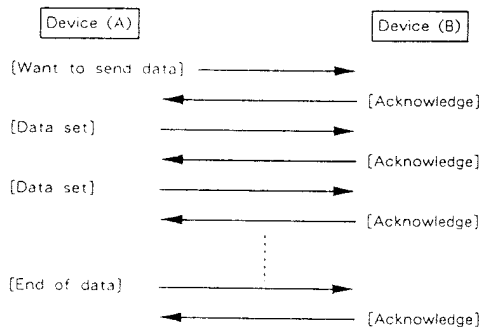 Device (A) Device (B)
[Want to send data]
[Acknowledge]
[Data set]
[Acknowledge]
[Data set]
[Acknowledge]
[End of data]
[Acknowledge]